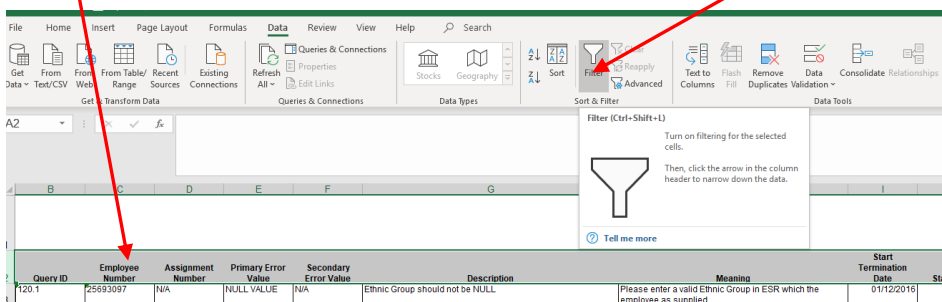 File Home Insert Page Layout Formulas Data Review View Help Search
Queries & Connections
Properties
Edit Links
Get Data From Text/CSV From Web From Table/ Range Recent Sources Existing Connections Refresh All
Stocks Geography
Sort Filter
Clear
Reapply
Advanced
Text to Columns Flash Fill Remove Duplicates Data Validation Consolidate Relationships
Get & Transform Data Queries & Connections Data Types Sort & Filter Data Tools
A2 fx
Filter (Ctrl+Shift+L)
Turn on filtering for the selected
cells.
Then, click the arrow in the column
header to narrow down the data.
Tell me more
B C D E F G I
1
2 Query ID Employee Number Assignment Number Primary Error Value Secondary Error Value Description Meaning Start Termination Date
120.1 25693097 N/A NULL VALUE N/A Ethnic Group should not be NULL Please enter a valid Ethnic Group in ESR which the 01/12/2016
employee as supplied